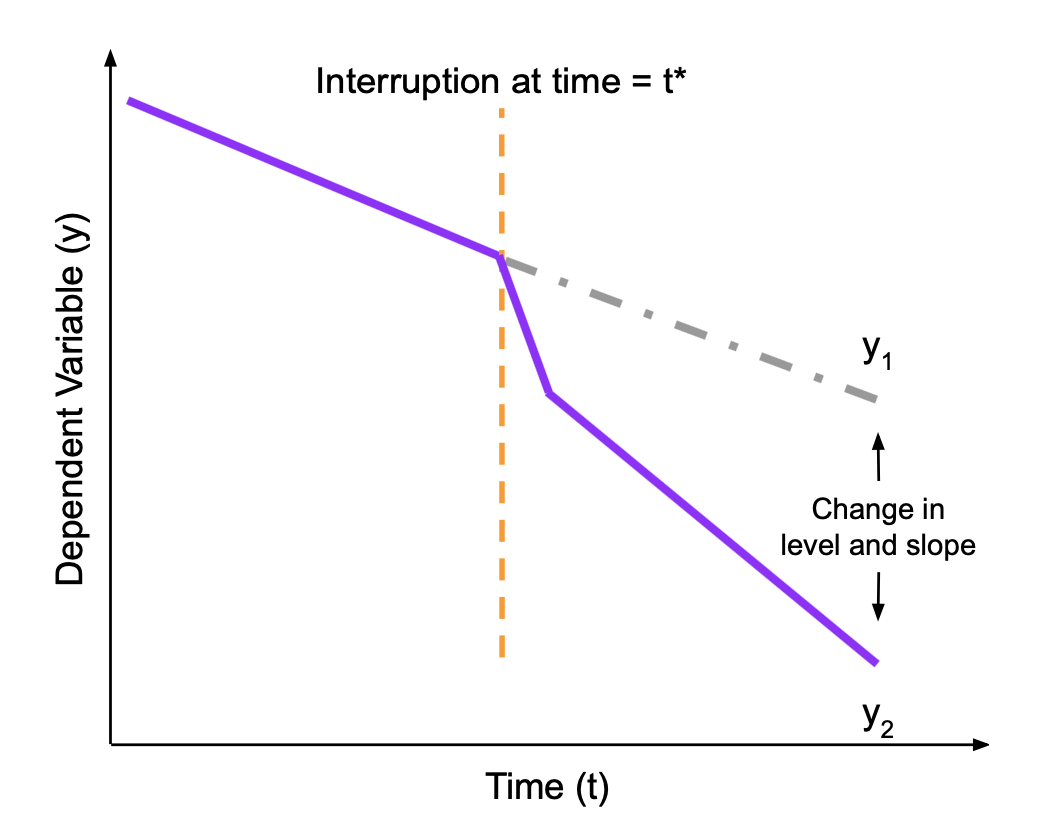 Interruption at time = t*
Dependent Variable (y)
y1
Change in
level and slope
y2
Time (t)